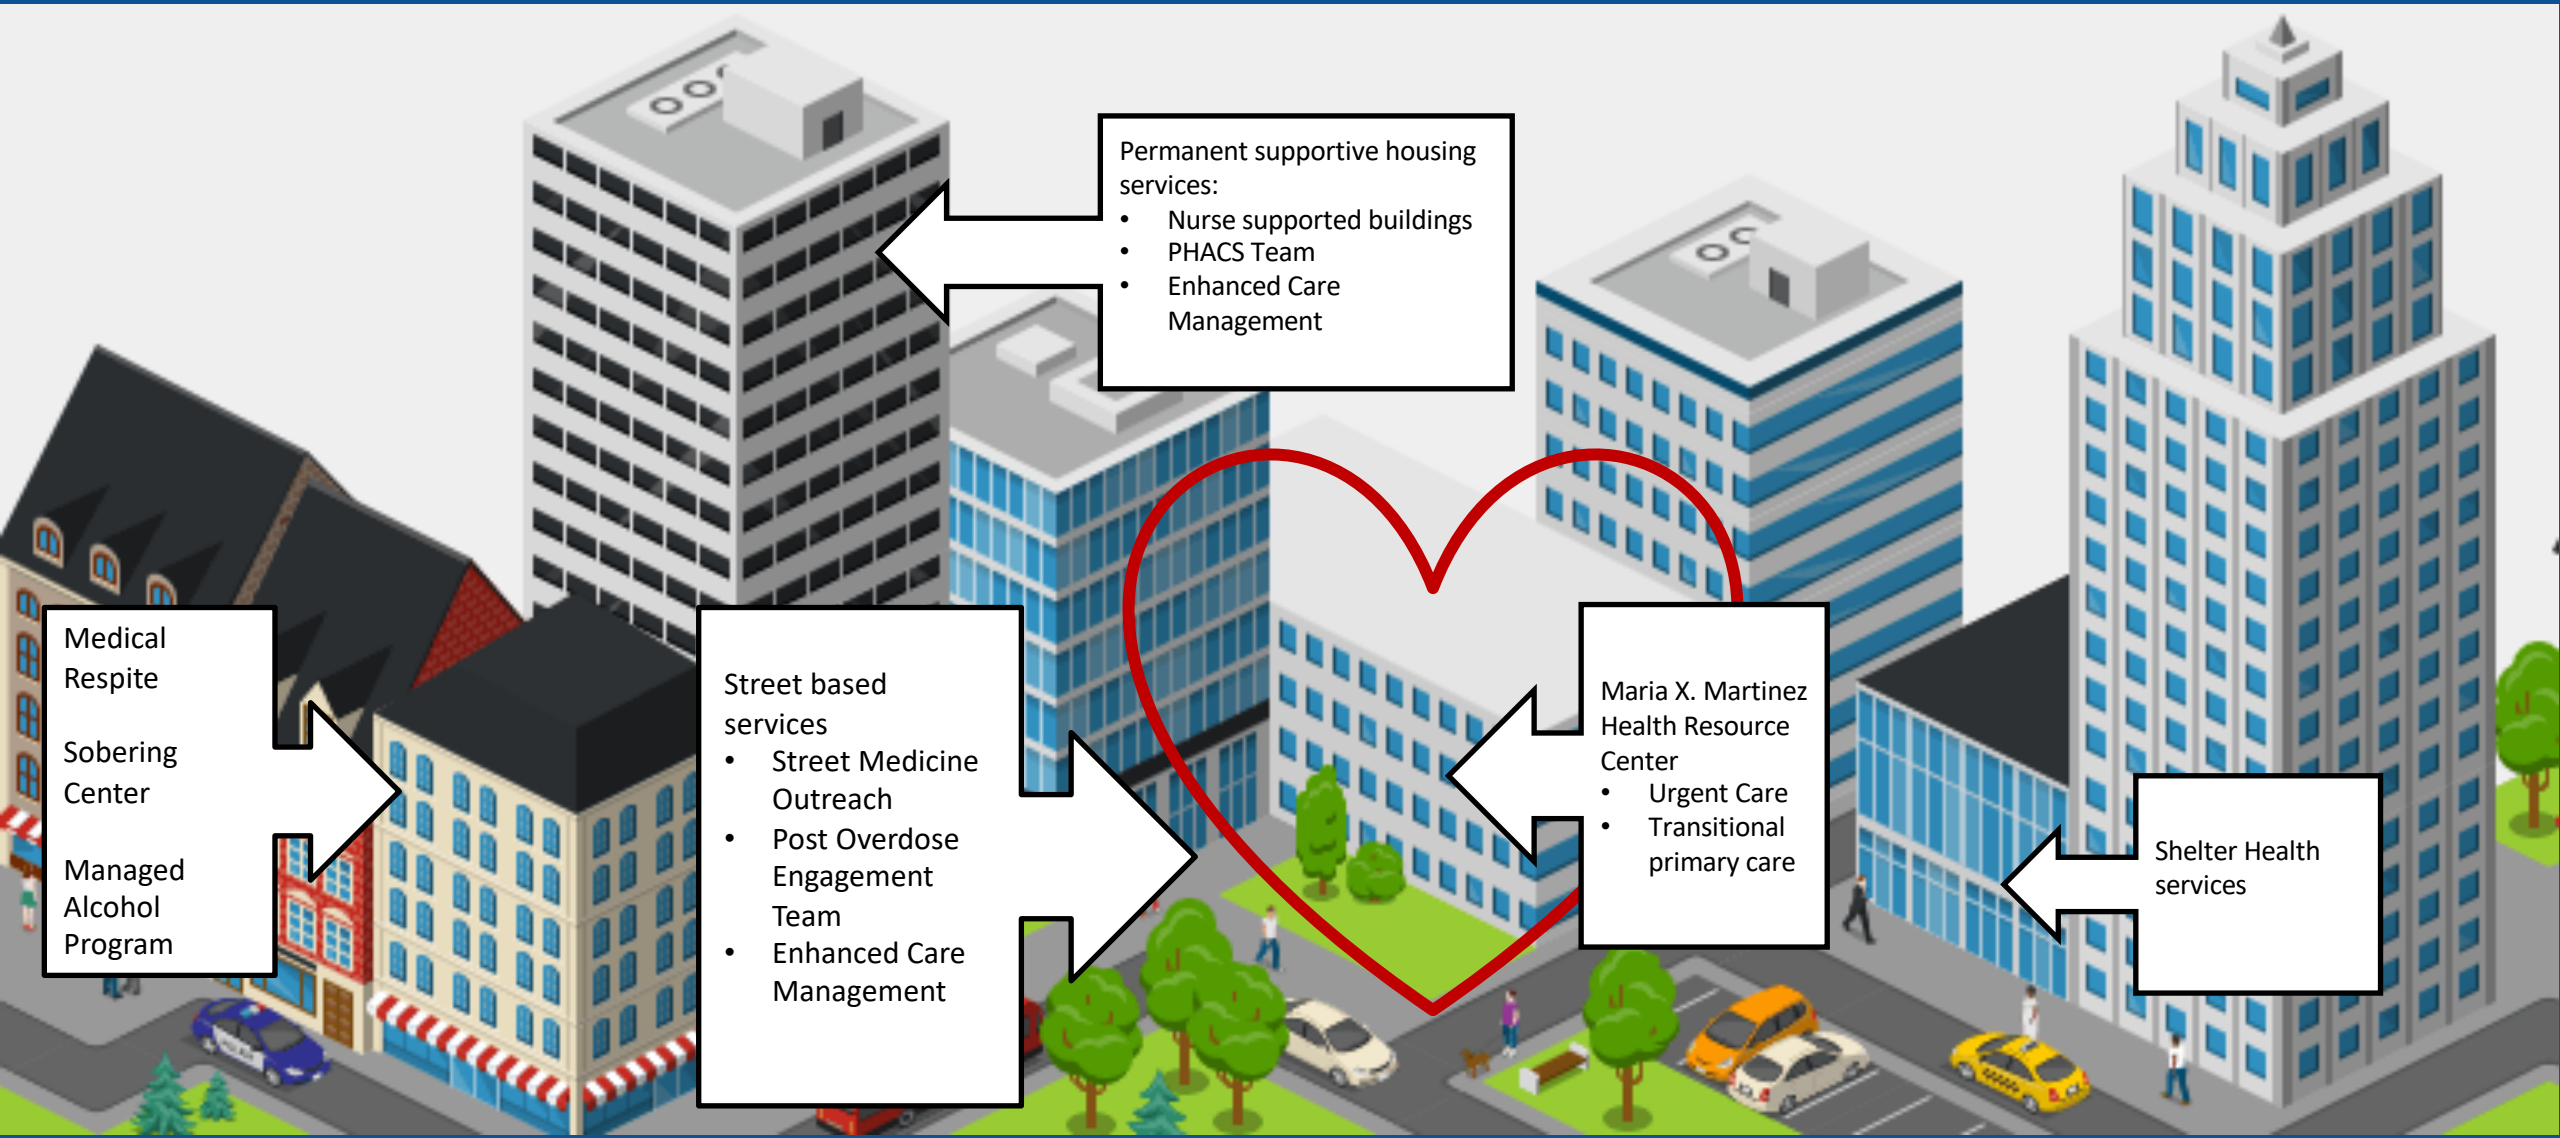 Permanent supportive housing
services:
• Nurse supported buildings
• PHACS Team
• Enhanced Care
Management
Medical
Respite
Sobering
Center
Managed
Alcohol
Program
Street based
services
• Street Medicine
Outreach
• Post Overdose
Engagement
Team
• Enhanced Care
Management
Maria X. Martinez
Health Resource
Center
• Urgent Care
• Transitional
primary care
Shelter Health
services